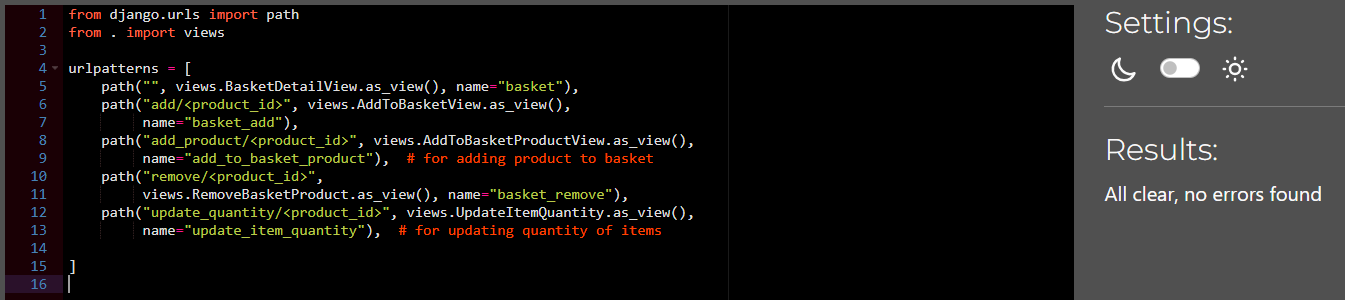 1 from django.urls import path
2 from . import views
3
4 urlpatterns = [
5     path("", views.BasketDetailView.as_view(), name="basket"),
6     path("add/<product_id>", views.AddToBasketView.as_view(),
7          name="basket_add"),
8     path("add_product/<product_id>", views.AddToBasketProductView.as_view(),
9          name="add_to_basket_product"),  # for adding product to basket
10     path("remove/<product_id>",
11          views.RemoveBasketProduct.as_view(), name="basket_remove"),
12     path("update_quantity/<product_id>", views.UpdateItemQuantity.as_view(),
13          name="update_item_quantity"),  # for updating quantity of items
14
15 ]
16
Settings:
Results:
All clear, no errors found